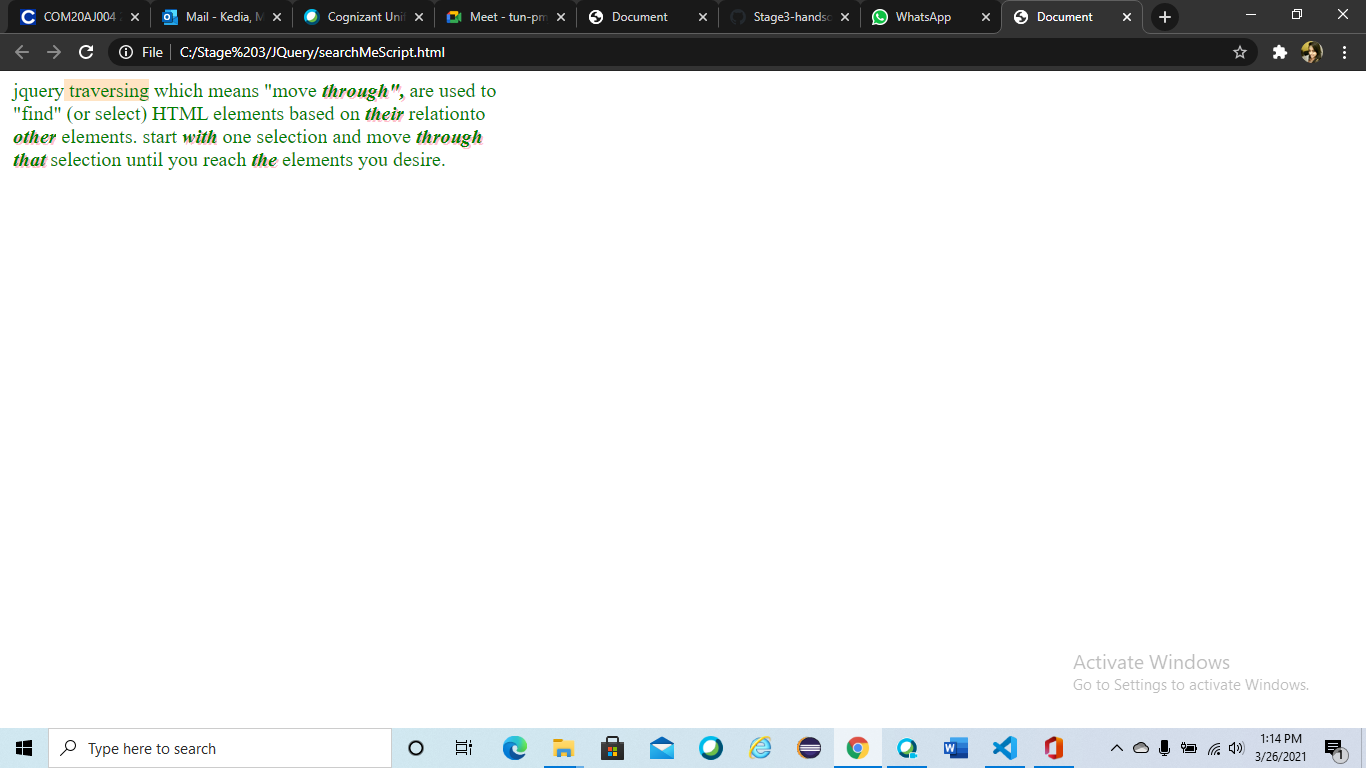 COM20AJ004
Mail - Kedia, M
Cognizant Unif
Meet - tun-pm
Document
Stage3-handsc
WhatsApp
Document
File
C:/Stage%203/JQuery/searchMeScript.html
jquery traversing which means "move through", are used to
"find" (or select) HTML elements based on their relationto
other elements. start with one selection and move through
that selection until you reach the elements you desire.
Activate Windows
Go to Settings to activate Windows.
Type here to search
1:14 PM
3/26/2021
1